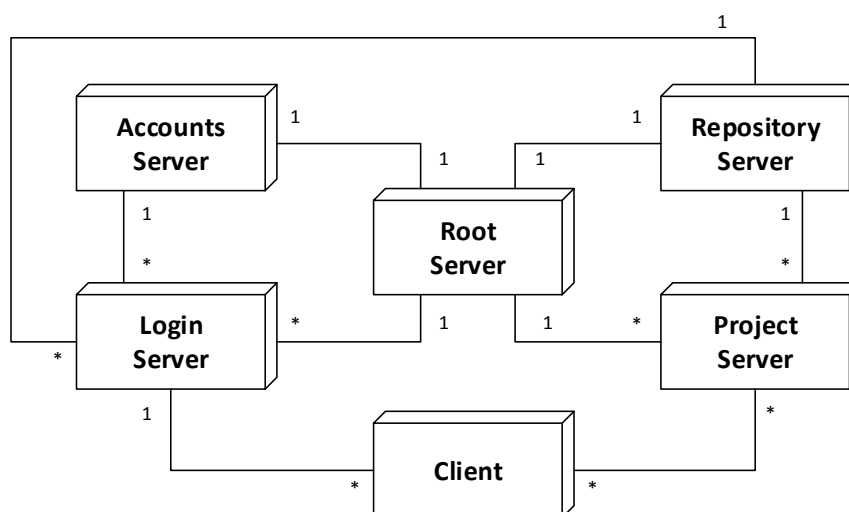 1
Accounts
Server
1
1
Repository
Server
1
1
1
1
*
Root
Server
1
*
Login
Server
*
*
1
1
*
Project
Server
1
*
*
Client
*